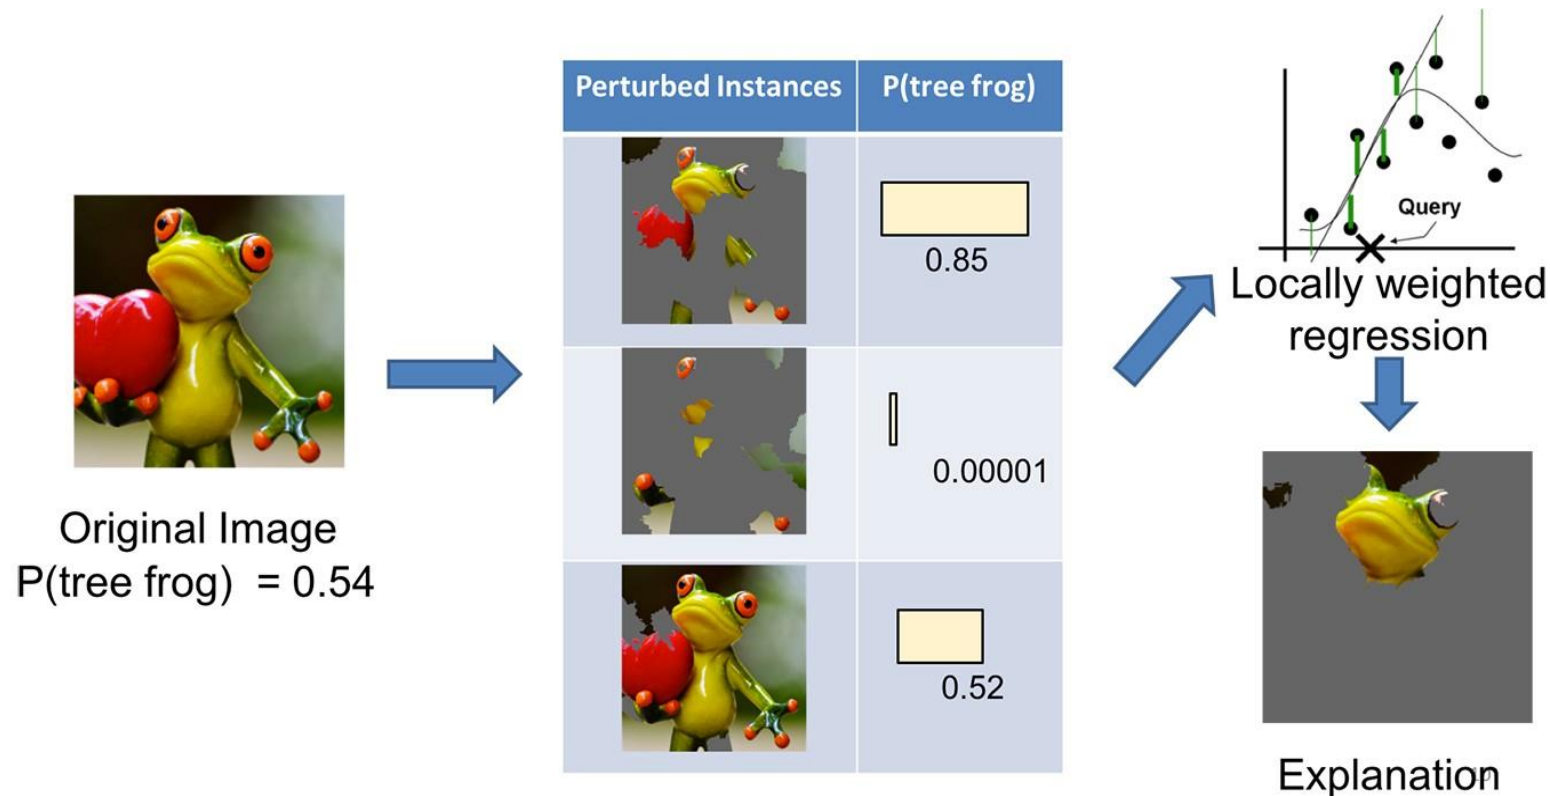 Original Image
P(tree frog) = 0.54
Perturbed Instances
P(tree frog)
0.85
0.00001
0.52
Query
Locally weighted
regression
Explanation